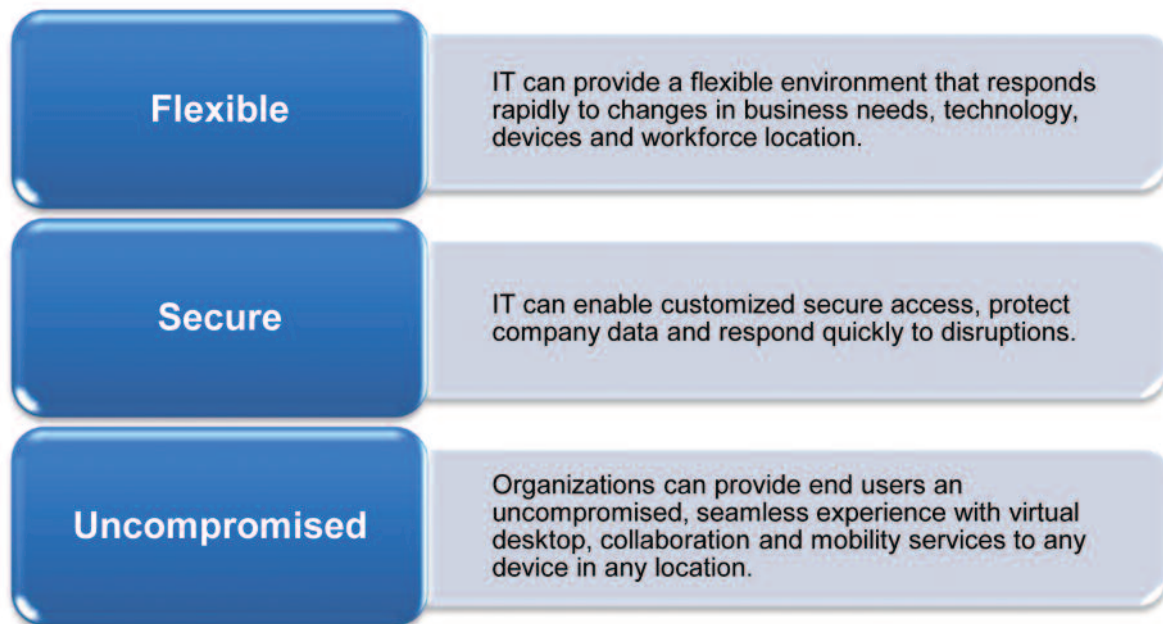 Flexible
IT can provide a flexible environment that responds
rapidly to changes in business needs, technology,
devices and workforce location.
Secure
IT can enable customized secure access, protect
company data and respond quickly to disruptions.
Uncompromised
Organizations can provide end users an
uncompromised, seamless experience with virtual
desktop, collaboration and mobility services to any
device in any location.